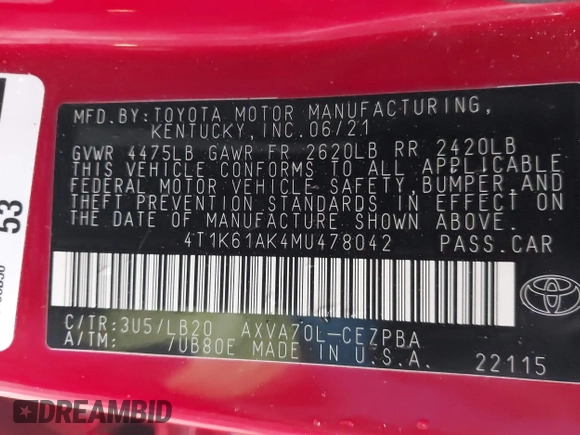 MFD.BY:TOYOTA MOTOR MANUFACTURING,
KENTUCKY, INC. 06/21
GVWR 4475LB GAWR FR 2620LB RR 2420LB
THIS VEHICLE CONFORMS TO ALL APPLICABLE
FEDERAL MOTOR VEHICLE SAFETY, BUMPER, AND
THEFT PREVENTION STANDARDS IN EFFECT ON
THE DATE OF MANUFACTURE SHOWN ABOVE.
4T1K61AK4MU478042 PASS.CAR
C/TR:3U5/LB20 AXVA70L-CEZPBA
A/TM: /UB80E MADE IN U.S.A.
22115
TOYOTA
53
DREAMBID